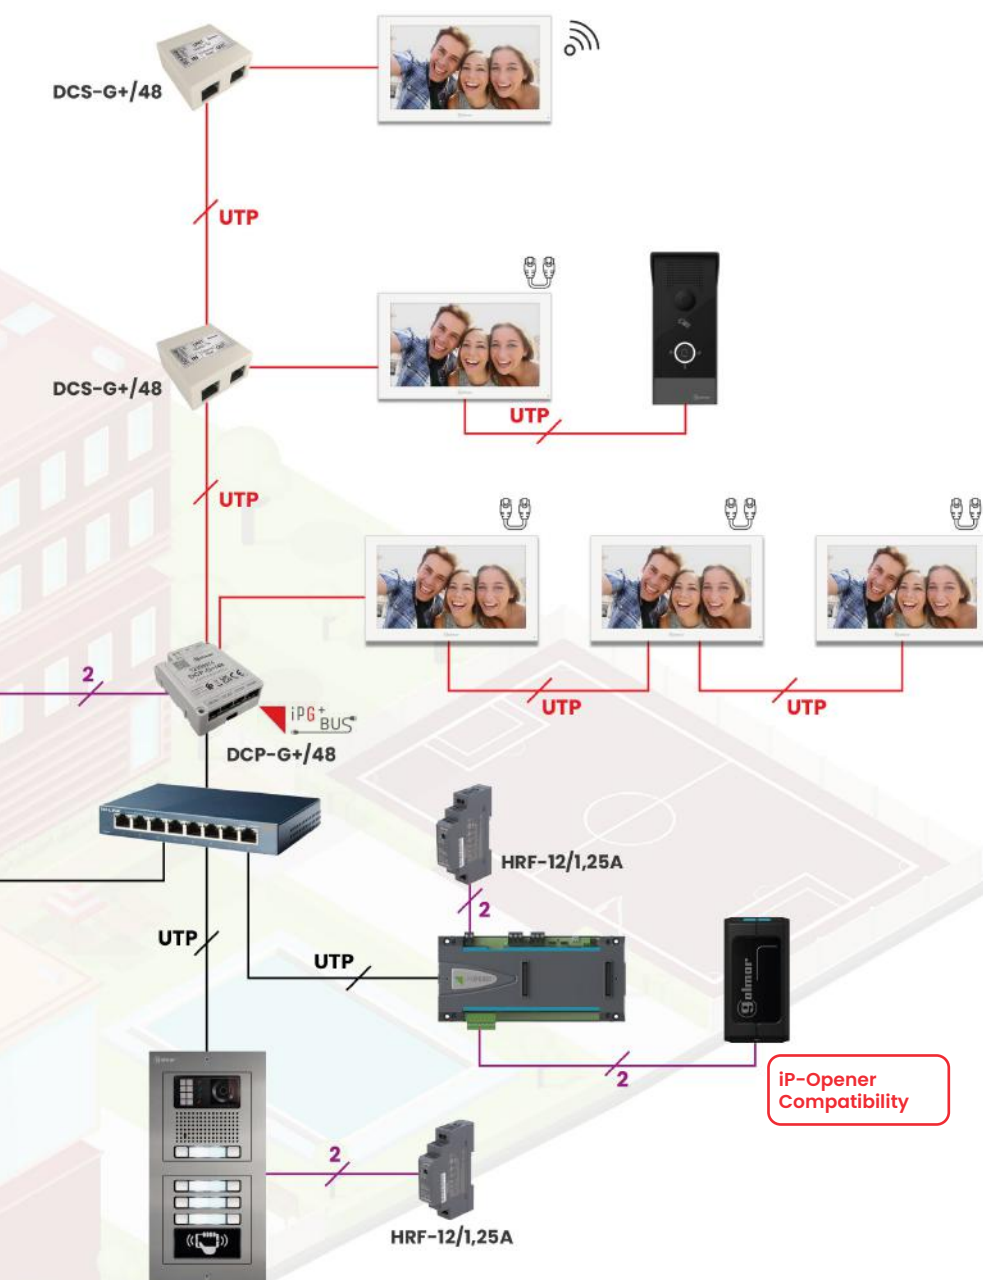 DCS-G+/48
UTP
DCS-G+/48
UTP
UTP
2
iPG+
BUS
DCP-G+/48
UTP
UTP
HRF-12/1,25A
2
UTP
UTP
golmar
2
iP-Opener
Compatibility
2
HRF-12/1,25A